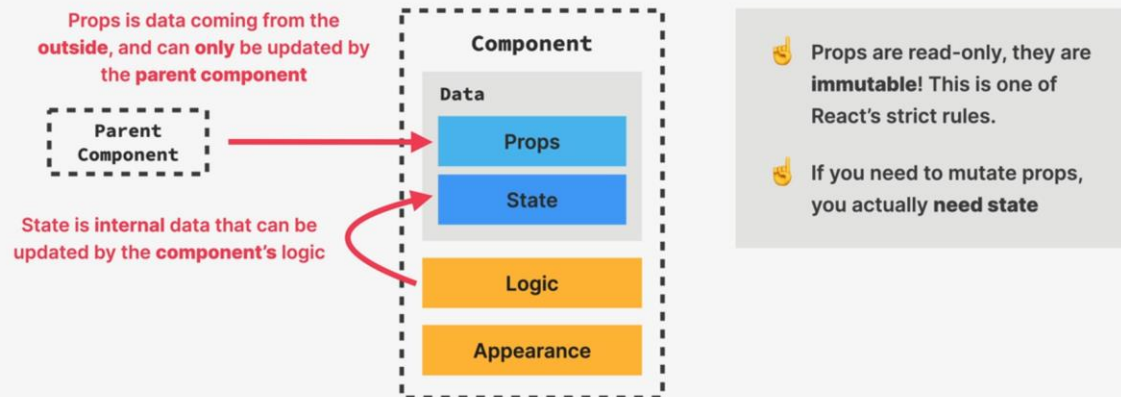 Props is data coming from the
outside, and can only be updated by
the parent component
Parent
Component
State is internal data that can be
updated by the component’s logic
Component
Data
Props
State
Logic
Appearance
☝️ Props are read-only, they are
immutable! This is one of
React’s strict rules.
☝️ If you need to mutate props,
you actually need state